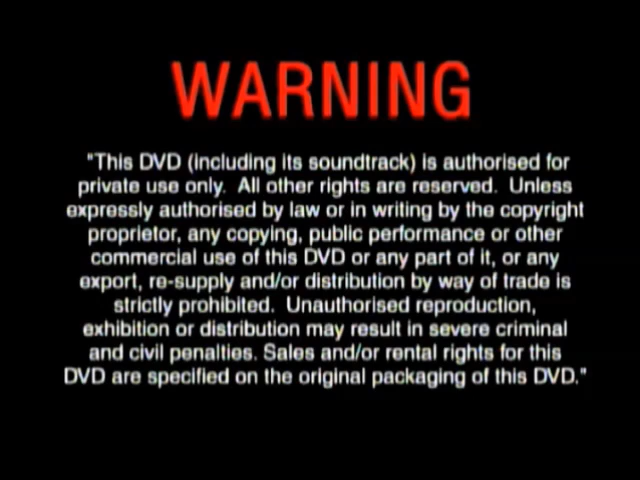 WARNING
"This DVD (including its soundtrack) is authorised for
private use only.  All other rights are reserved.  Unless
expressly authorised by law or in writing by the copyright
proprietor, any copying, public performance or other
commercial use of this DVD or any part of it, or any
export, re-supply and/or distribution by way of trade is
strictly prohibited.  Unauthorised reproduction,
exhibition or distribution may result in severe criminal
and civil penalties. Sales and/or rental rights for this
DVD are specified on the original packaging of this DVD."